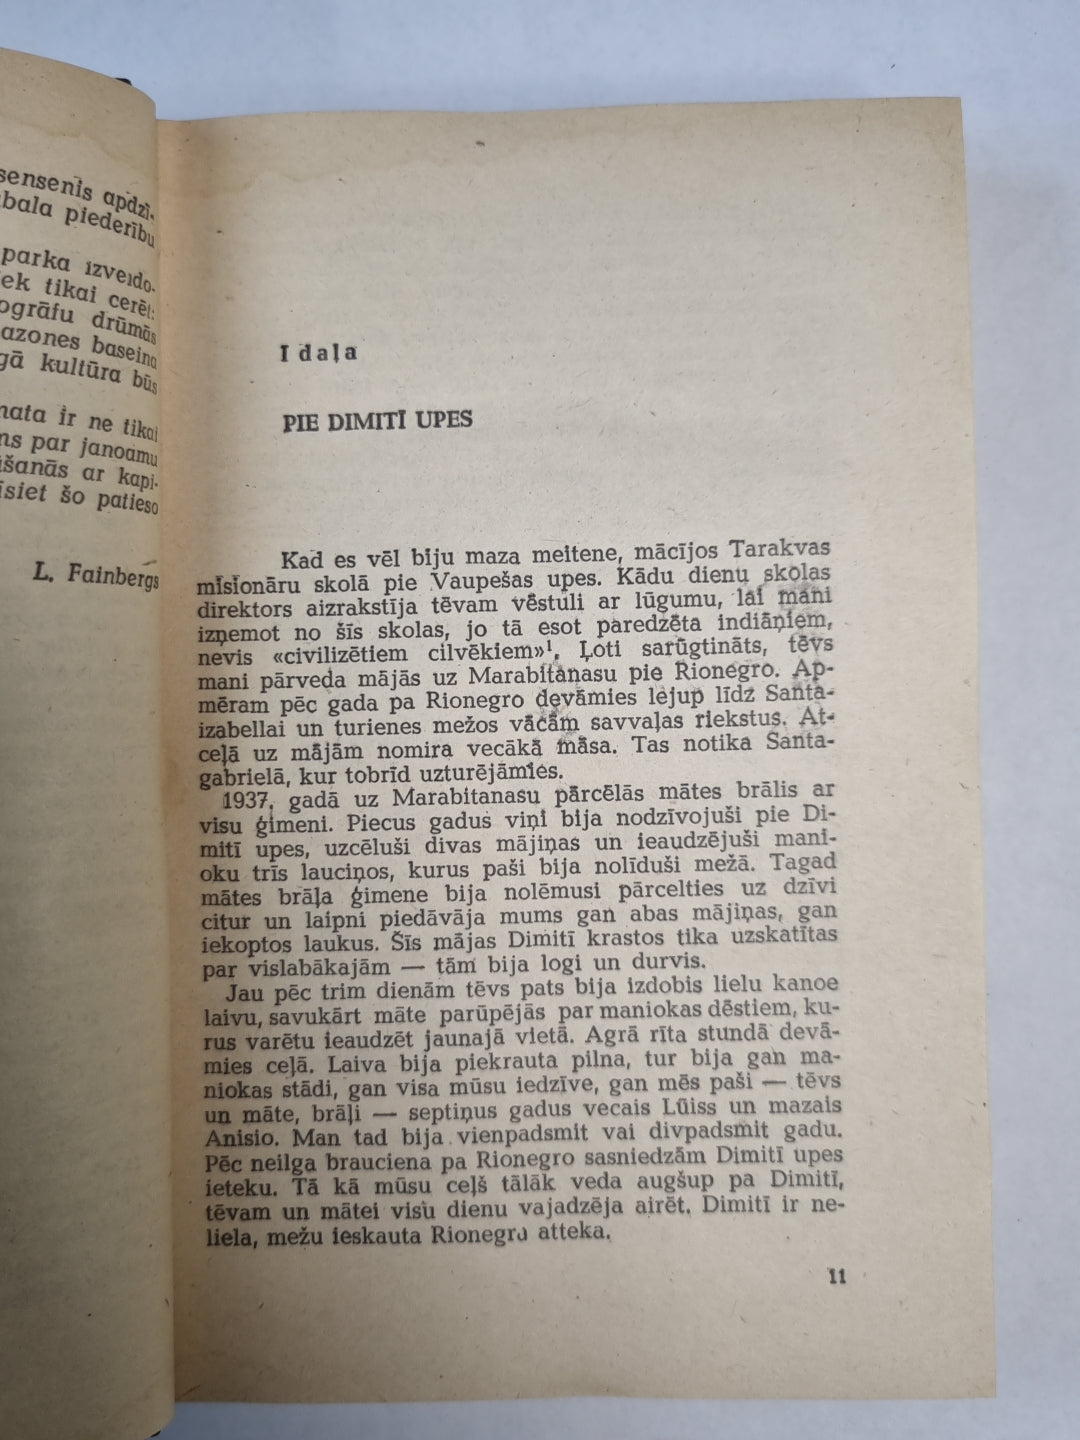 sensenis apdzī-
bala piederību
parka izveido-
tikai cerēt:
drūmās
baseina
kultūra būs
ir ne tikai
par janoamu
ar kapi-
šo patieso
L. Fainbergs
I daļa
PIE DIMITĪ UPES
Kad es vēl biju maza meitene, mācījos Tarakvas
misionāru skolā pie Vaupešas upes. Kādu dienu skolas
direktors aizrakstīja tēvam vēstuli ar lūgumu, lai mani
izņemot no šīs skolas, jo tā esot paredzēta indiāņiem,
nevis «civilizētiem cilvēkiem»¹. Ļoti sarūgtināts, tēvs
mani pārveda mājās uz Marabitanasu pie Rionegro. Ap-
mēram pēc gada pa Rionegro devāmies lejup līdz Santa-
izabellai un turienes mežos vācām savvaļas riekstus. At-
ceļā uz mājām nomira vecākā māsa. Tas notika Santa-
gabrielā, kur tobrīd uzturējāmies.
1937. gadā uz Marabitanasu pārcēlās mātes brālis ar
visu ģimeni. Piecus gadus viņi bija nodzīvojuši pie Di-
mitī upes, uzcēluši divas mājiņas un ieaudzējuši mani-
oku trīs lauciņos, kurus paši bija nolīduši mežā. Tagad
mātes brāļa ģimene bija nolēmusi pārcelties uz dzīvi
citur un laipni piedāvāja mums gan abas mājiņas, gan
iekoptos laukus. Šīs mājas Dimitī krastos tika uzskatītas
par vislabākajām — tām bija logi un durvis.
Jau pēc trim dienām tēvs pats bija izdobis lielu kanoe
laivu, savukārt māte parūpējās par maniokas dēstiem, ku-
rus varētu ieaudzēt jaunajā vietā. Agrā rīta stundā devā-
mies ceļā. Laiva bija piekrauta pilna, tur bija gan ma-
niokas stādi, gan visa mūsu iedzīve, gan mēs paši — tēvs
un māte, brāļi — septiņus gadus vecais Lūiss un mazais
Anisio. Man tad bija vienpadsmit vai divpadsmit gadu.
Pēc neilga brauciena pa Rionegro sasniedzām Dimitī upes
ieteku. Tā kā mūsu ceļš tālāk veda augšup pa Dimitī,
tēvam un mātei visu dienu vajadzēja airēt. Dimitī ir ne-
liela, mežu ieskauta Rionegro atteka.
11